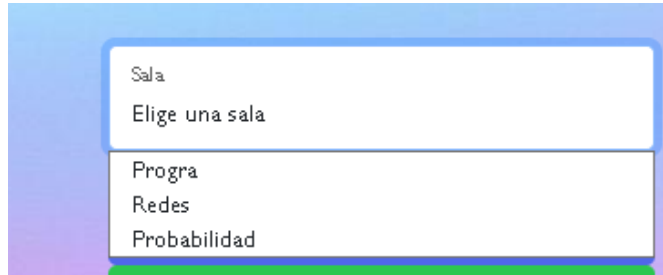 Sala
Elige una sala
Progra
Redes
Probabilidad